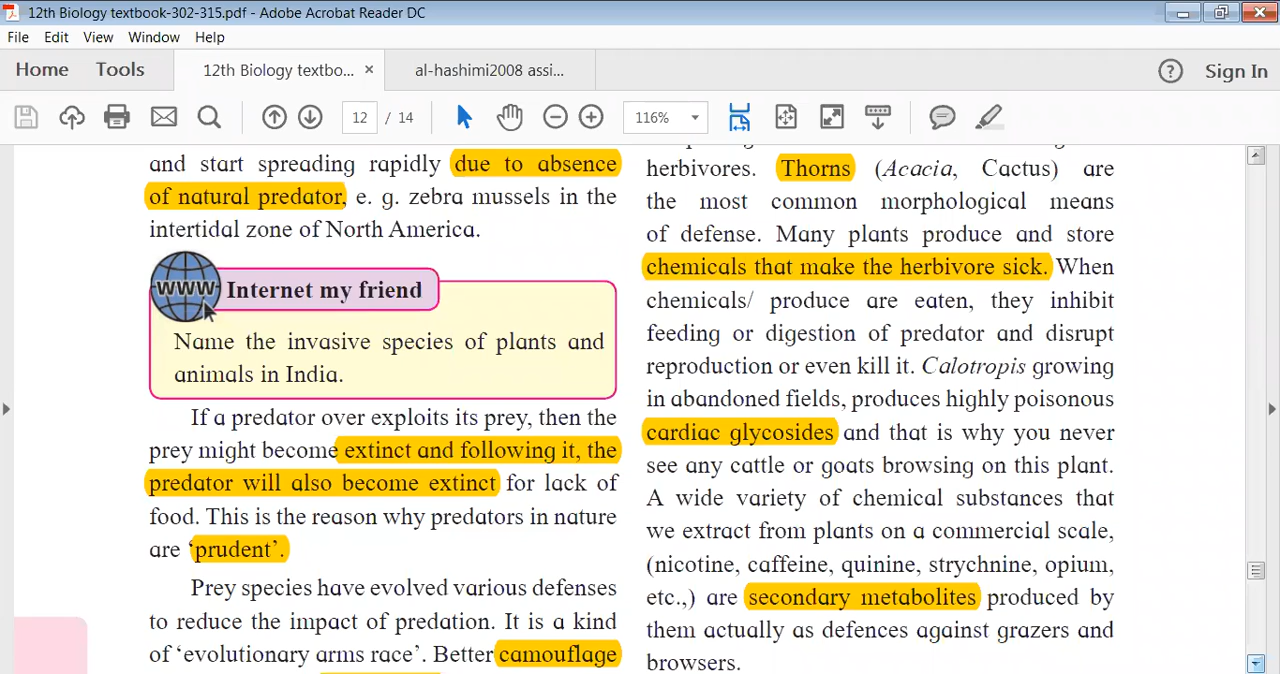 12th Biology textbook-302-315.pdf - Adobe Acrobat Reader DC
File Edit View Window Help
Home Tools 12th Biology textbo... × al-hashimi2008 assi... ? Sign In
12 / 14 116%
and start spreading rapidly due to absence
of natural predator, e. g. zebra mussels in the
intertidal zone of North America.
WWW Internet my friend
Name the invasive species of plants and
animals in India.
If a predator over exploits its prey, then the
prey might become extinct and following it, the
predator will also become extinct for lack of
food. This is the reason why predators in nature
are ‘prudent’.
Prey species have evolved various defenses
to reduce the impact of predation. It is a kind
of ‘evolutionary arms race’. Better camouflage
herbivores. Thorns (Acacia, Cactus) are
the most common morphological means
of defense. Many plants produce and store
chemicals that make the herbivore sick. When
chemicals/ produce are eaten, they inhibit
feeding or digestion of predator and disrupt
reproduction or even kill it. Calotropis growing
in abandoned fields, produces highly poisonous
cardiac glycosides and that is why you never
see any cattle or goats browsing on this plant.
A wide variety of chemical substances that
we extract from plants on a commercial scale,
(nicotine, caffeine, quinine, strychnine, opium,
etc.,) are secondary metabolites produced by
them actually as defences against grazers and
browsers.